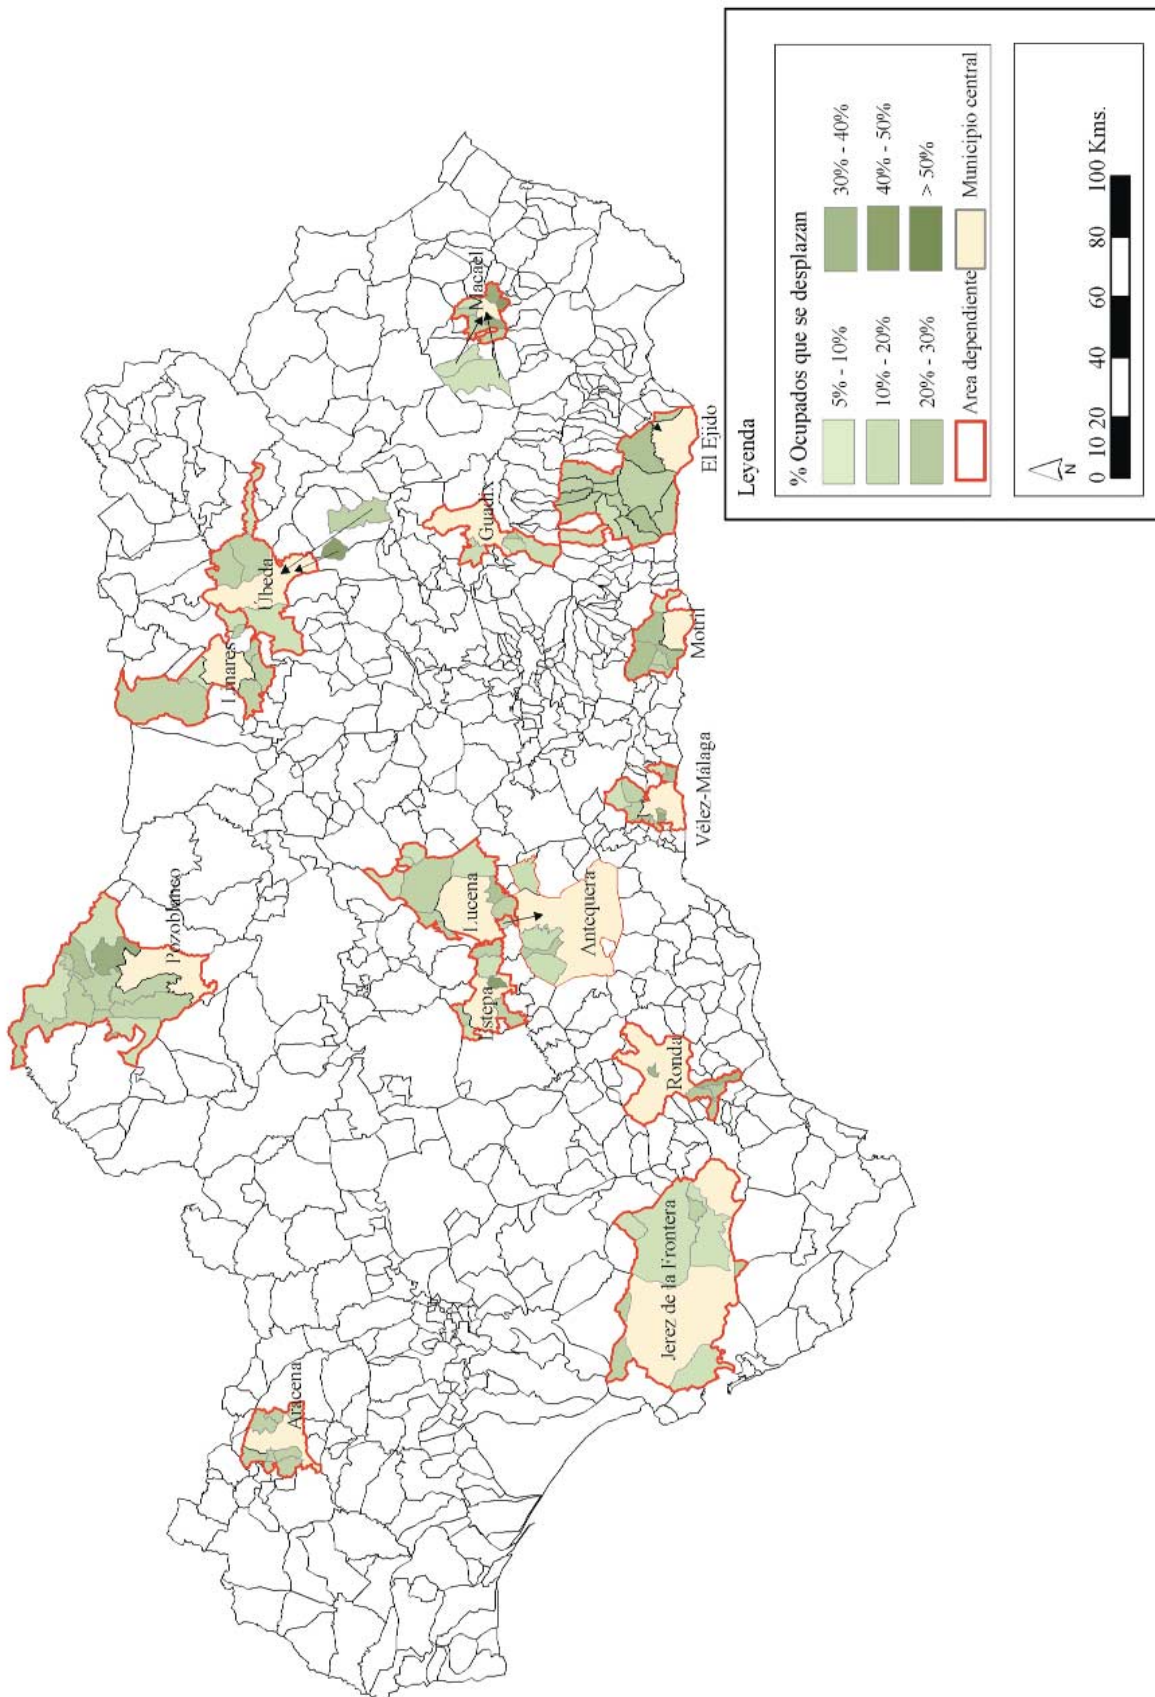 Pozoblanco
Linares
Úbeda
Aracena
Lucena
Estepa
Antequera
Guadix
Macael
Jerez de la Frontera
Ronda
Vélez-Málaga
Motril
El Ejido
Leyenda
% Ocupados que se desplazan
5% - 10%
30% - 40%
10% - 20%
40% - 50%
20% - 30%
> 50%
Area dependiente
Municipio central
N
0 10 20 40 60 80 100 Kms.